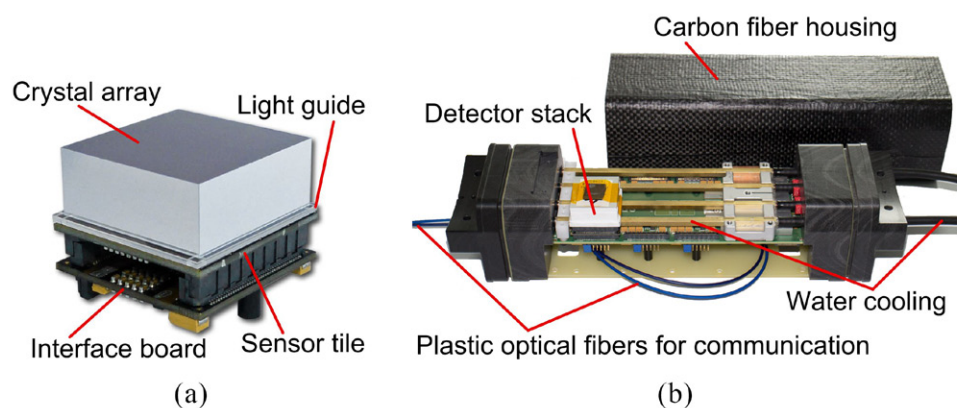 Crystal array
Light guide
Interface board
Sensor tile
(a)
Carbon fiber housing
Detector stack
Water cooling
Plastic optical fibers for communication
(b)